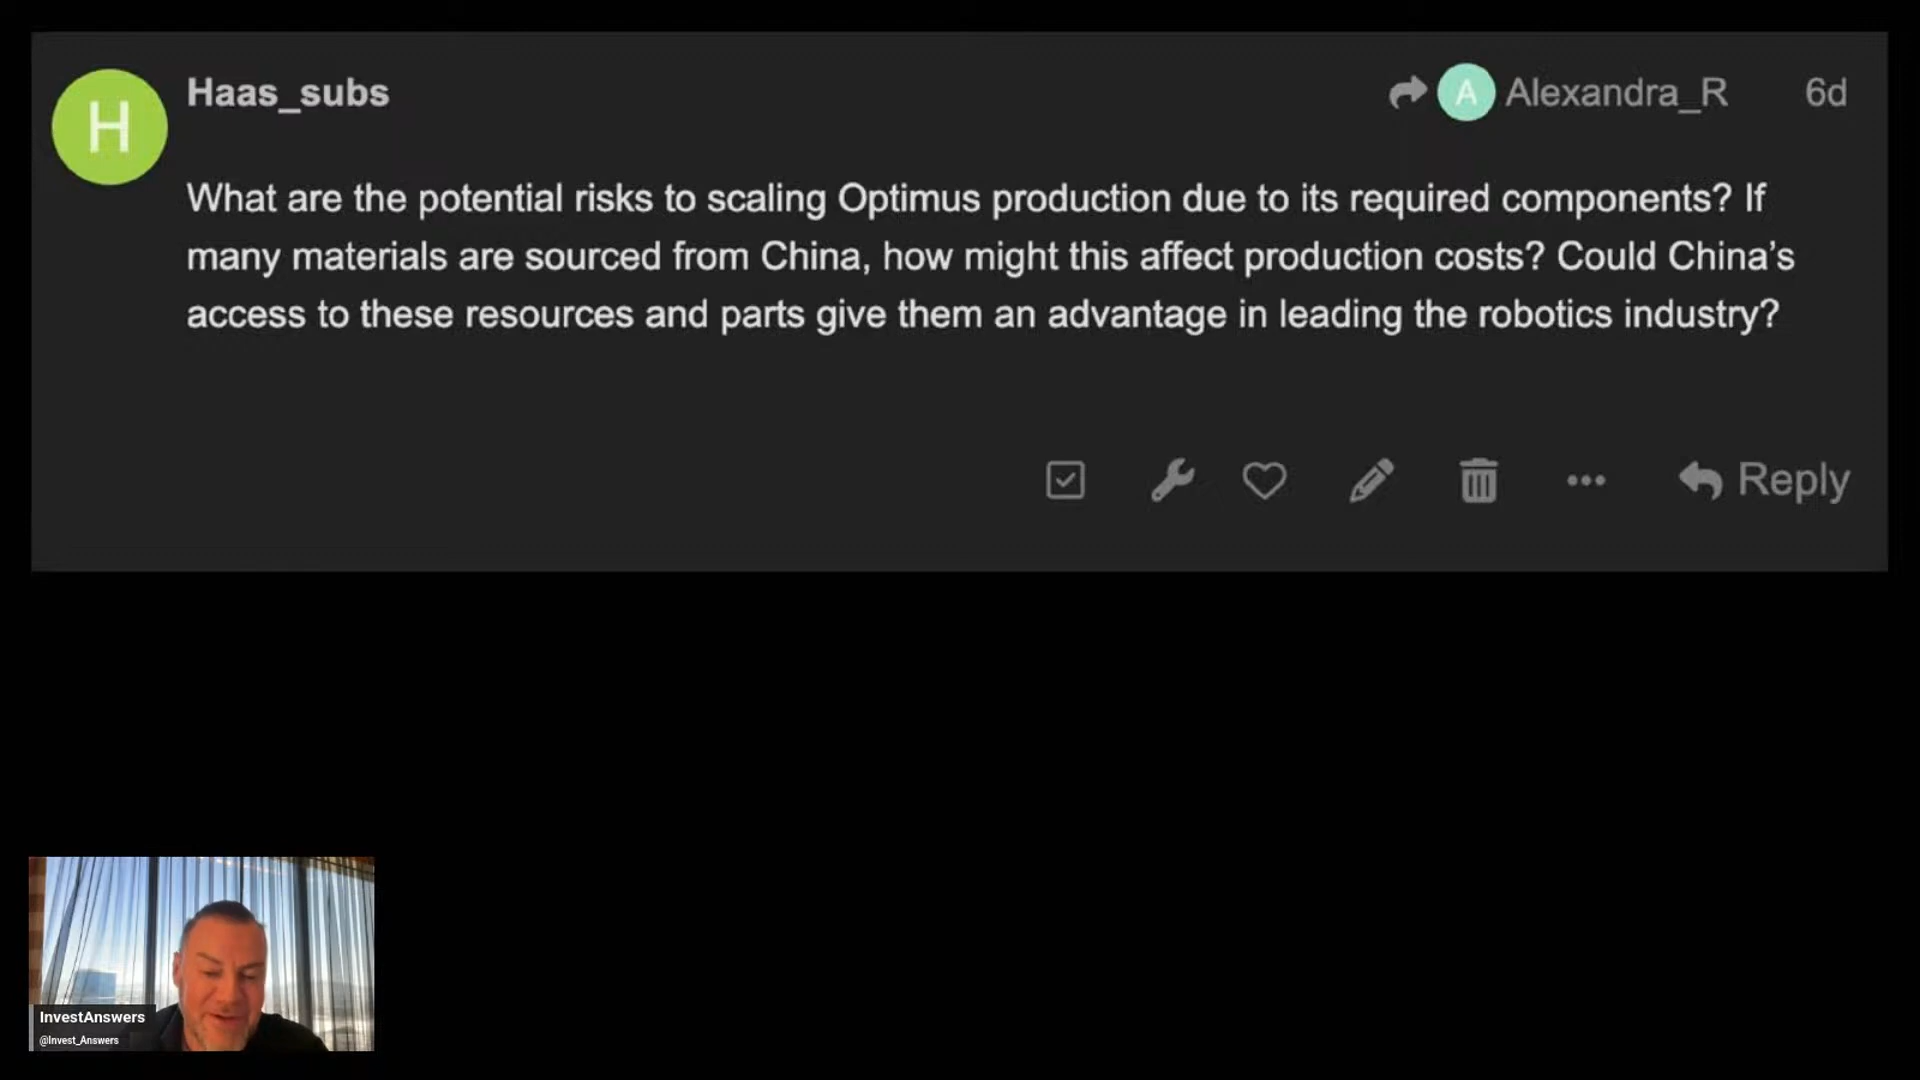 H
Haas_subs
A Alexandra_R 6d
What are the potential risks to scaling Optimus production due to its required components? If
many materials are sourced from China, how might this affect production costs? Could China’s
access to these resources and parts give them an advantage in leading the robotics industry?
Reply
InvestAnswers
@Invest_Answers